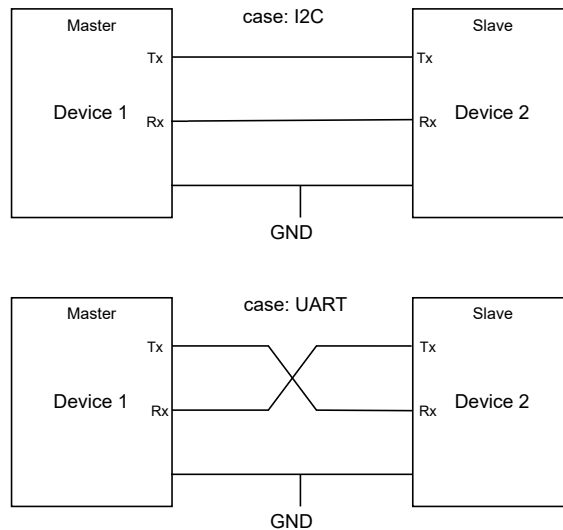 case: I2C
Master
Slave
Tx
Tx
Device 1
Device 2
Rx
Rx
GND
case: UART
Master
Slave
Tx
Tx
Device 1
Device 2
Rx
Rx
GND